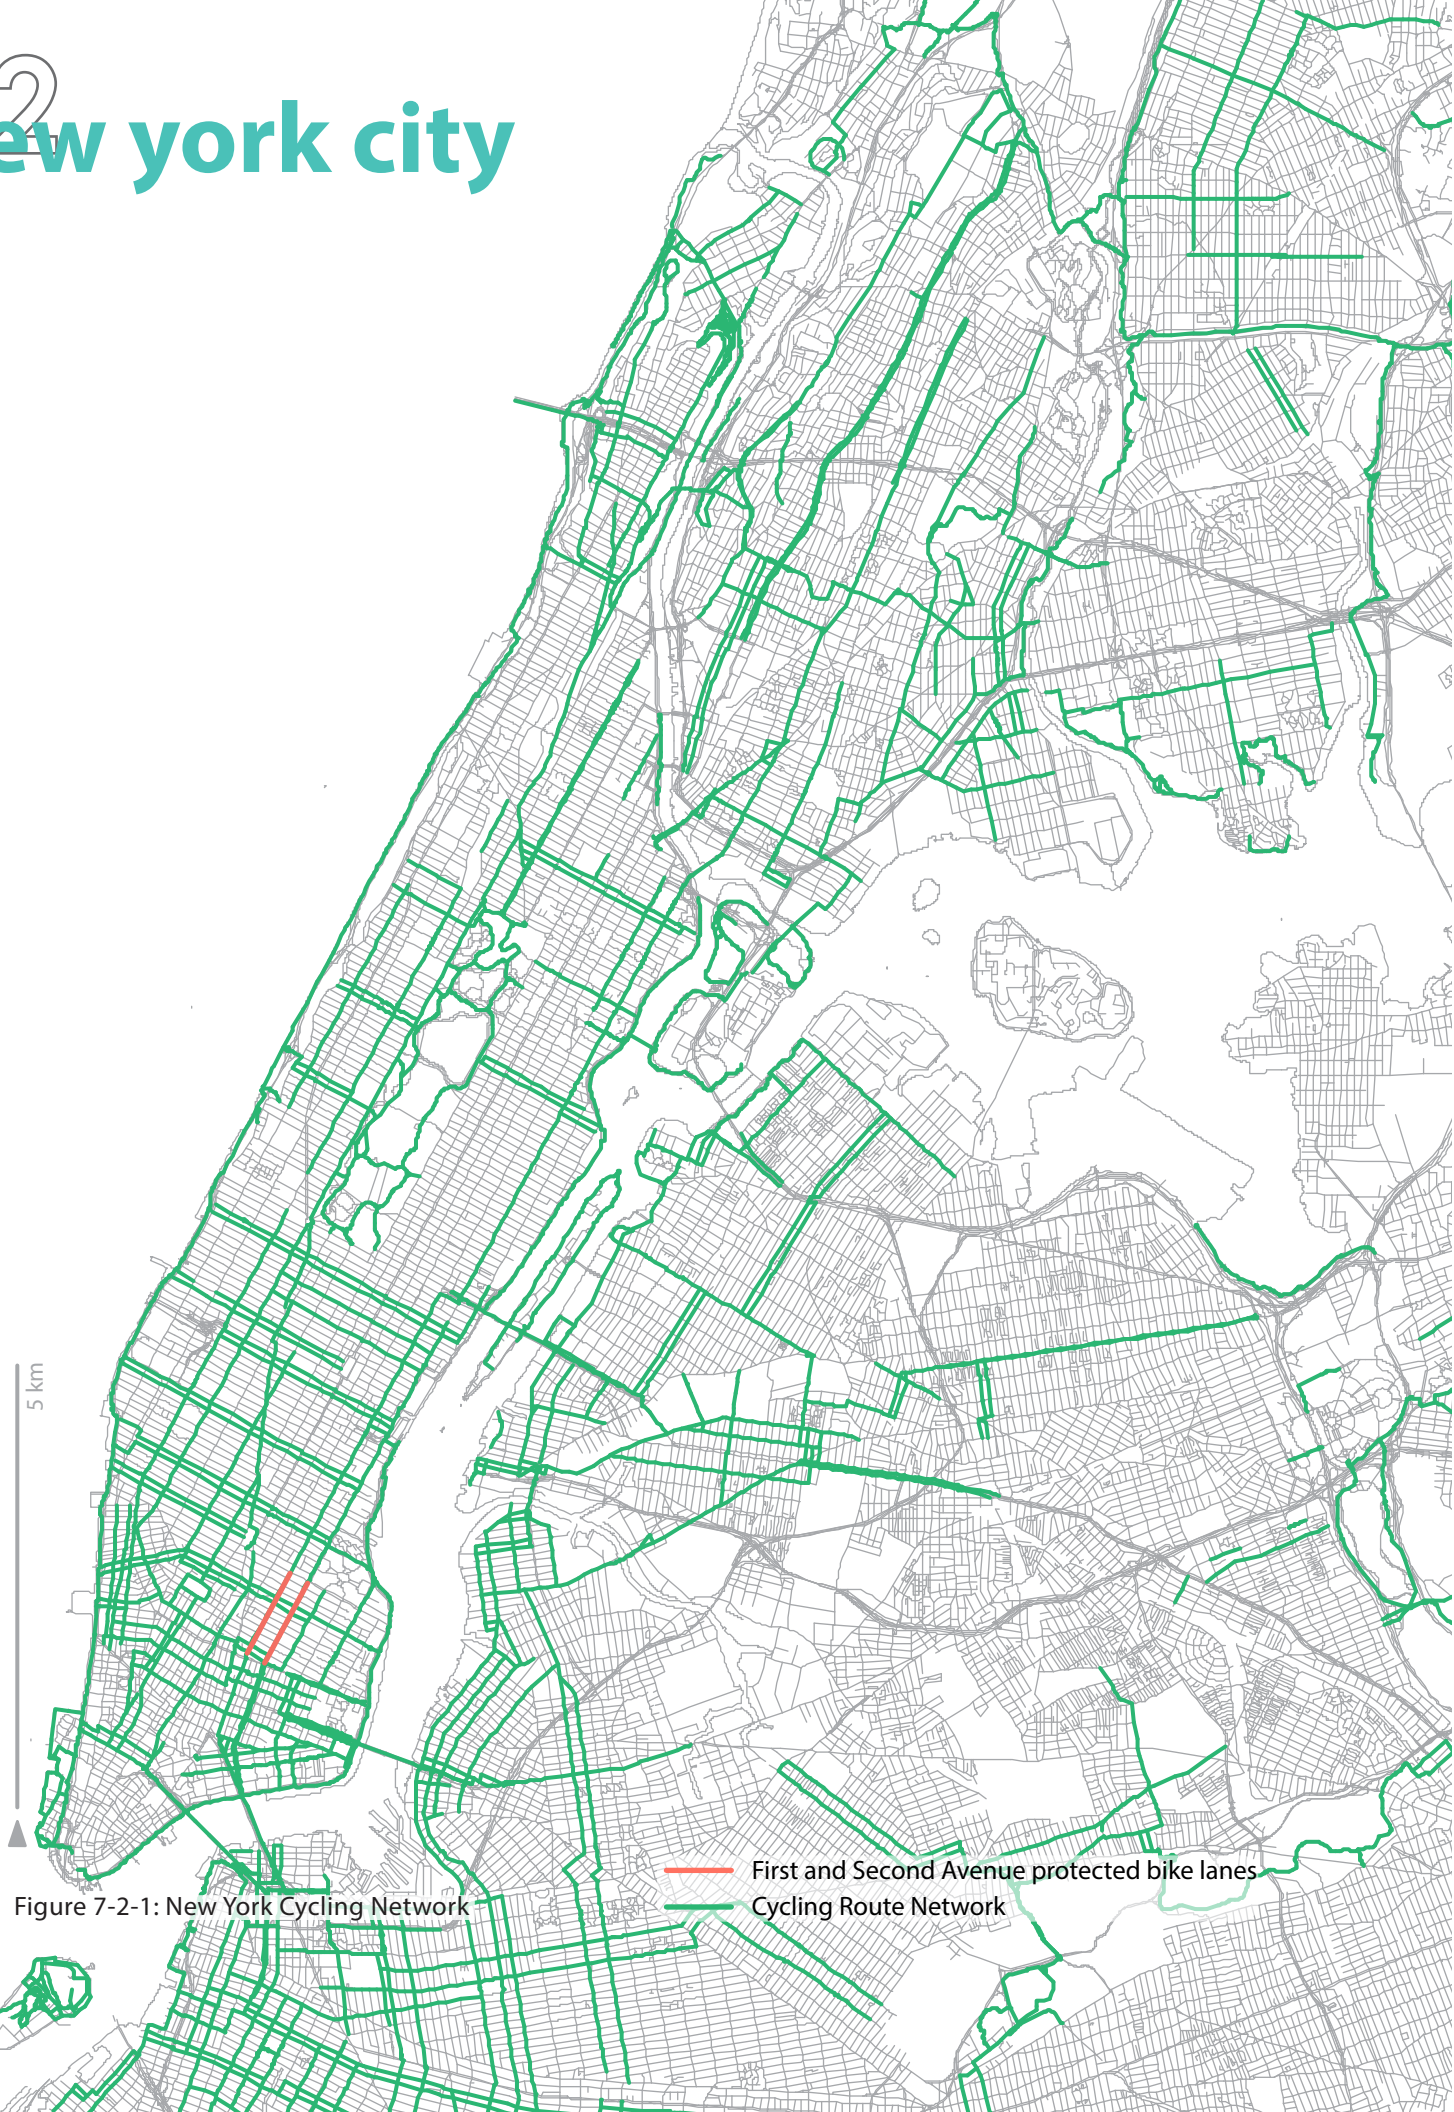 2
ew york city
5 km
First and Second Avenue protected bike lanes
Cycling Route Network
Figure 7-2-1: New York Cycling Network